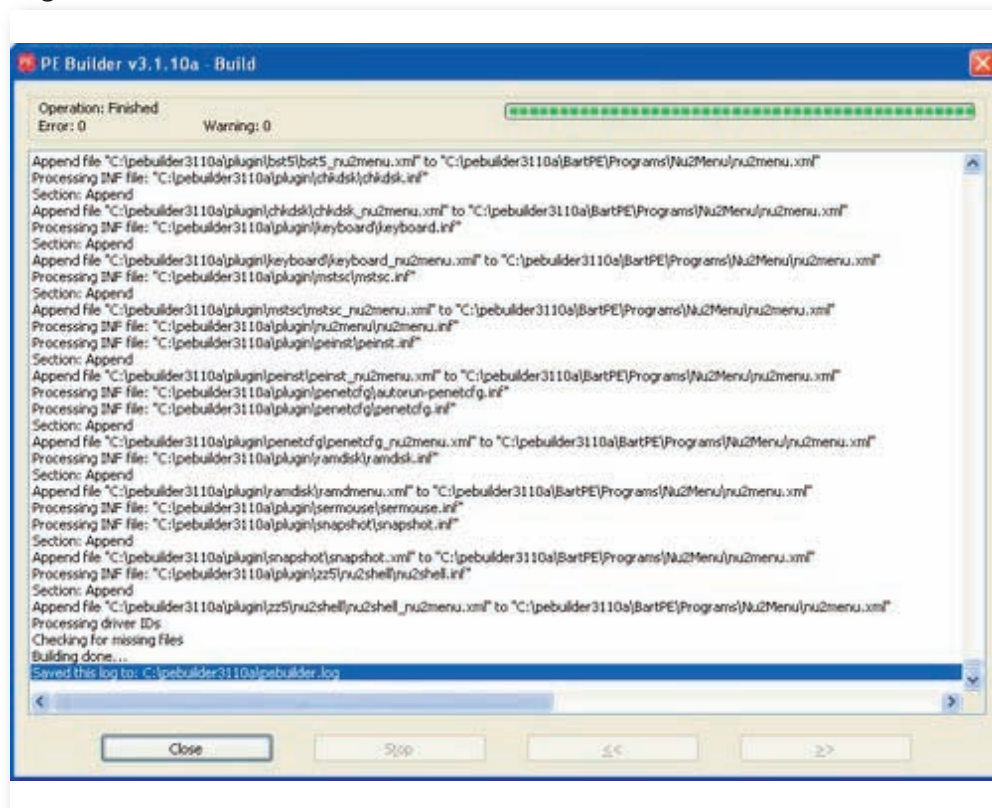 PE Builder v3.1.10a - Build
Operation: Finished
Error: 0 Warning: 0
Append file "C:\pebuilder3110a\plugin\bst5\bst5_nu2menu.xml" to "C:\pebuilder3110a\BartPE\Programs\Nu2Menu\nu2menu.xml"
Processing INF file: "C:\pebuilder3110a\plugin\chkdsk\chkdsk.inf"
Section: Append
Append file "C:\pebuilder3110a\plugin\chkdsk\chkdsk_nu2menu.xml" to "C:\pebuilder3110a\BartPE\Programs\Nu2Menu\nu2menu.xml"
Processing INF file: "C:\pebuilder3110a\plugin\keyboard\keyboard.inf"
Section: Append
Append file "C:\pebuilder3110a\plugin\keyboard\keyboard_nu2menu.xml" to "C:\pebuilder3110a\BartPE\Programs\Nu2Menu\nu2menu.xml"
Processing INF file: "C:\pebuilder3110a\plugin\mstsc\mstsc.inf"
Section: Append
Append file "C:\pebuilder3110a\plugin\mstsc\mstsc_nu2menu.xml" to "C:\pebuilder3110a\BartPE\Programs\Nu2Menu\nu2menu.xml"
Processing INF file: "C:\pebuilder3110a\plugin\nu2menu\nu2menu.inf"
Processing INF file: "C:\pebuilder3110a\plugin\peinst\peinst.inf"
Section: Append
Append file "C:\pebuilder3110a\plugin\peinst\peinst_nu2menu.xml" to "C:\pebuilder3110a\BartPE\Programs\Nu2Menu\nu2menu.xml"
Processing INF file: "C:\pebuilder3110a\plugin\penetcfg\autorun-penetcfg.inf"
Processing INF file: "C:\pebuilder3110a\plugin\penetcfg\penetcfg.inf"
Section: Append
Append file "C:\pebuilder3110a\plugin\penetcfg\penetcfg_nu2menu.xml" to "C:\pebuilder3110a\BartPE\Programs\Nu2Menu\nu2menu.xml"
Processing INF file: "C:\pebuilder3110a\plugin\ramdisk\ramdisk.inf"
Section: Append
Append file "C:\pebuilder3110a\plugin\ramdisk\ramdmenu.xml" to "C:\pebuilder3110a\BartPE\Programs\Nu2Menu\nu2menu.xml"
Processing INF file: "C:\pebuilder3110a\plugin\sermouse\sermouse.inf"
Processing INF file: "C:\pebuilder3110a\plugin\snapshot\snapshot.inf"
Section: Append
Append file "C:\pebuilder3110a\plugin\snapshot\snapshot.xml" to "C:\pebuilder3110a\BartPE\Programs\Nu2Menu\nu2menu.xml"
Processing INF file: "C:\pebuilder3110a\plugin\zz5\nu2shell\nu2shell.inf"
Section: Append
Append file "C:\pebuilder3110a\plugin\zz5\nu2shell\nu2shell_nu2menu.xml" to "C:\pebuilder3110a\BartPE\Programs\Nu2Menu\nu2menu.xml"
Processing driver IDs
Checking for missing files
Building done...
Saved this log to: C:\pebuilder3110a\pebuilder.log
Close Stop << >>